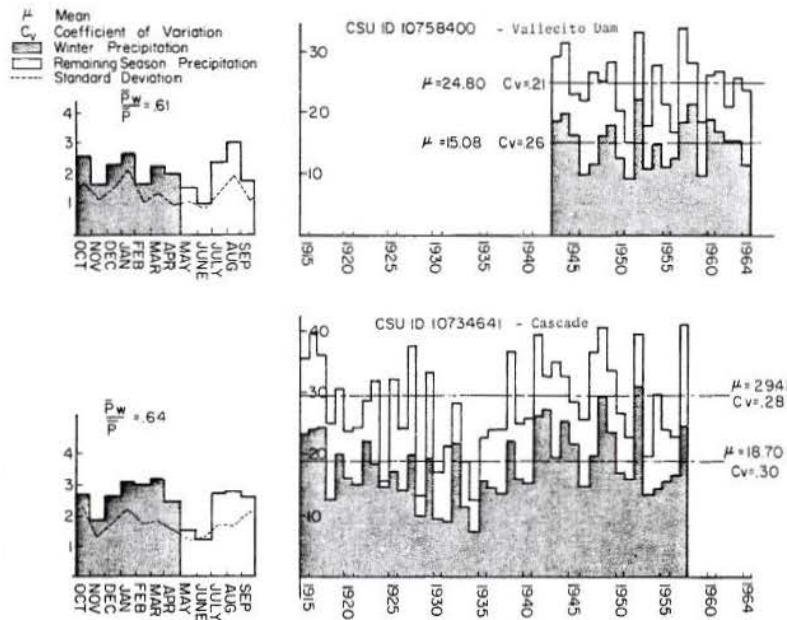 μ Mean
Cv Coefficient of Variation
Winter Precipitation
Remaining Season Precipitation
Standard Deviation
P̅w/P̅ = .61
4
3
2
1
OCT
NOV
DEC
JAN
FEB
MAR
APR
MAY
JUNE
JULY
AUG
SEP
CSU ID 10758400 - Vallecito Dam
30
20
10
μ=24.80 Cv=.21
μ=15.08 Cv=.26
1915
1920
1925
1930
1935
1940
1945
1950
1955
1960
1964
P̅w/P̅ = .64
4
3
2
1
OCT
NOV
DEC
JAN
FEB
MAR
APR
MAY
JUNE
JULY
AUG
SEP
CSU ID 10734641 - Cascade
40
30
20
10
μ=2941
Cv=.28
μ=18.70
Cv=.30
1915
1920
1925
1930
1935
1940
1945
1950
1955
1960
1964